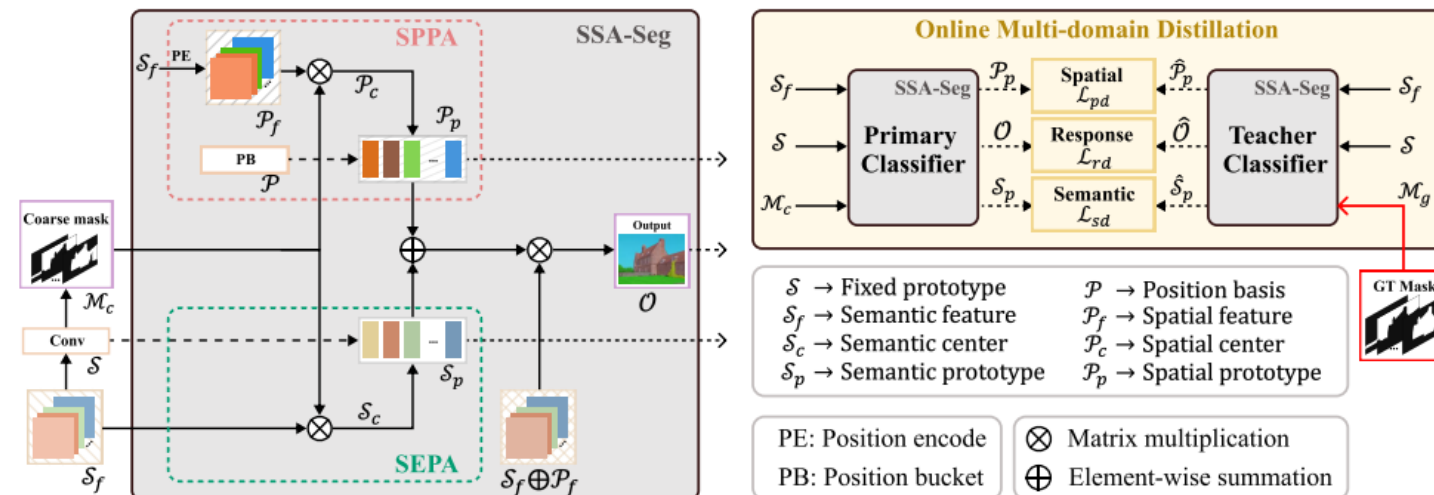 SPPA
SSA-Seg
𝒮_f
PE
𝒫_f
𝒫_c
𝒫_p
PB
𝒫
...
Coarse mask
...
ℳ_c
Conv
𝒮
𝒮_f
Output
𝒪
...
𝒮_p
𝒮_c
SEPA
𝒮_f⊕𝒫_f
Online Multi-domain Distillation
𝒮_f
𝒮
ℳ_c
SSA-Seg
Primary
Classifier
𝒫_p
𝒪
𝒮_p
Spatial
ℒ_pd
Response
ℒ_rd
Semantic
ℒ_sd
𝒫̂_p
𝒪̂
𝒮̂_p
SSA-Seg
Teacher
Classifier
𝒮_f
𝒮
ℳ_g
GT Mask
...
𝒮 → Fixed prototype
𝒮_f → Semantic feature
𝒮_c → Semantic center
𝒮_p → Semantic prototype
𝒫 → Position basis
𝒫_f → Spatial feature
𝒫_c → Spatial center
𝒫_p → Spatial prototype
PE: Position encode
PB: Position bucket
⊗ Matrix multiplication
⊕ Element-wise summation